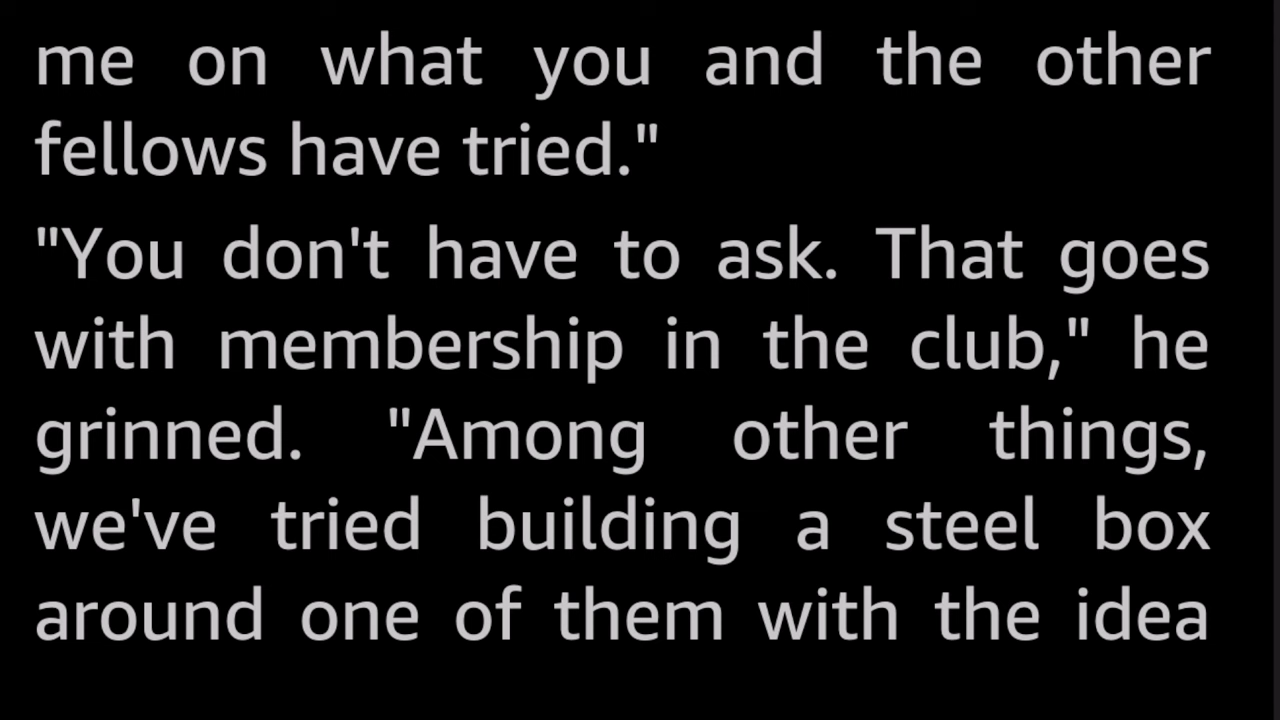 me on what you and the other
fellows have tried."
"You don't have to ask. That goes
with membership in the club," he
grinned. "Among other things,
we've tried building a steel box
around one of them with the idea